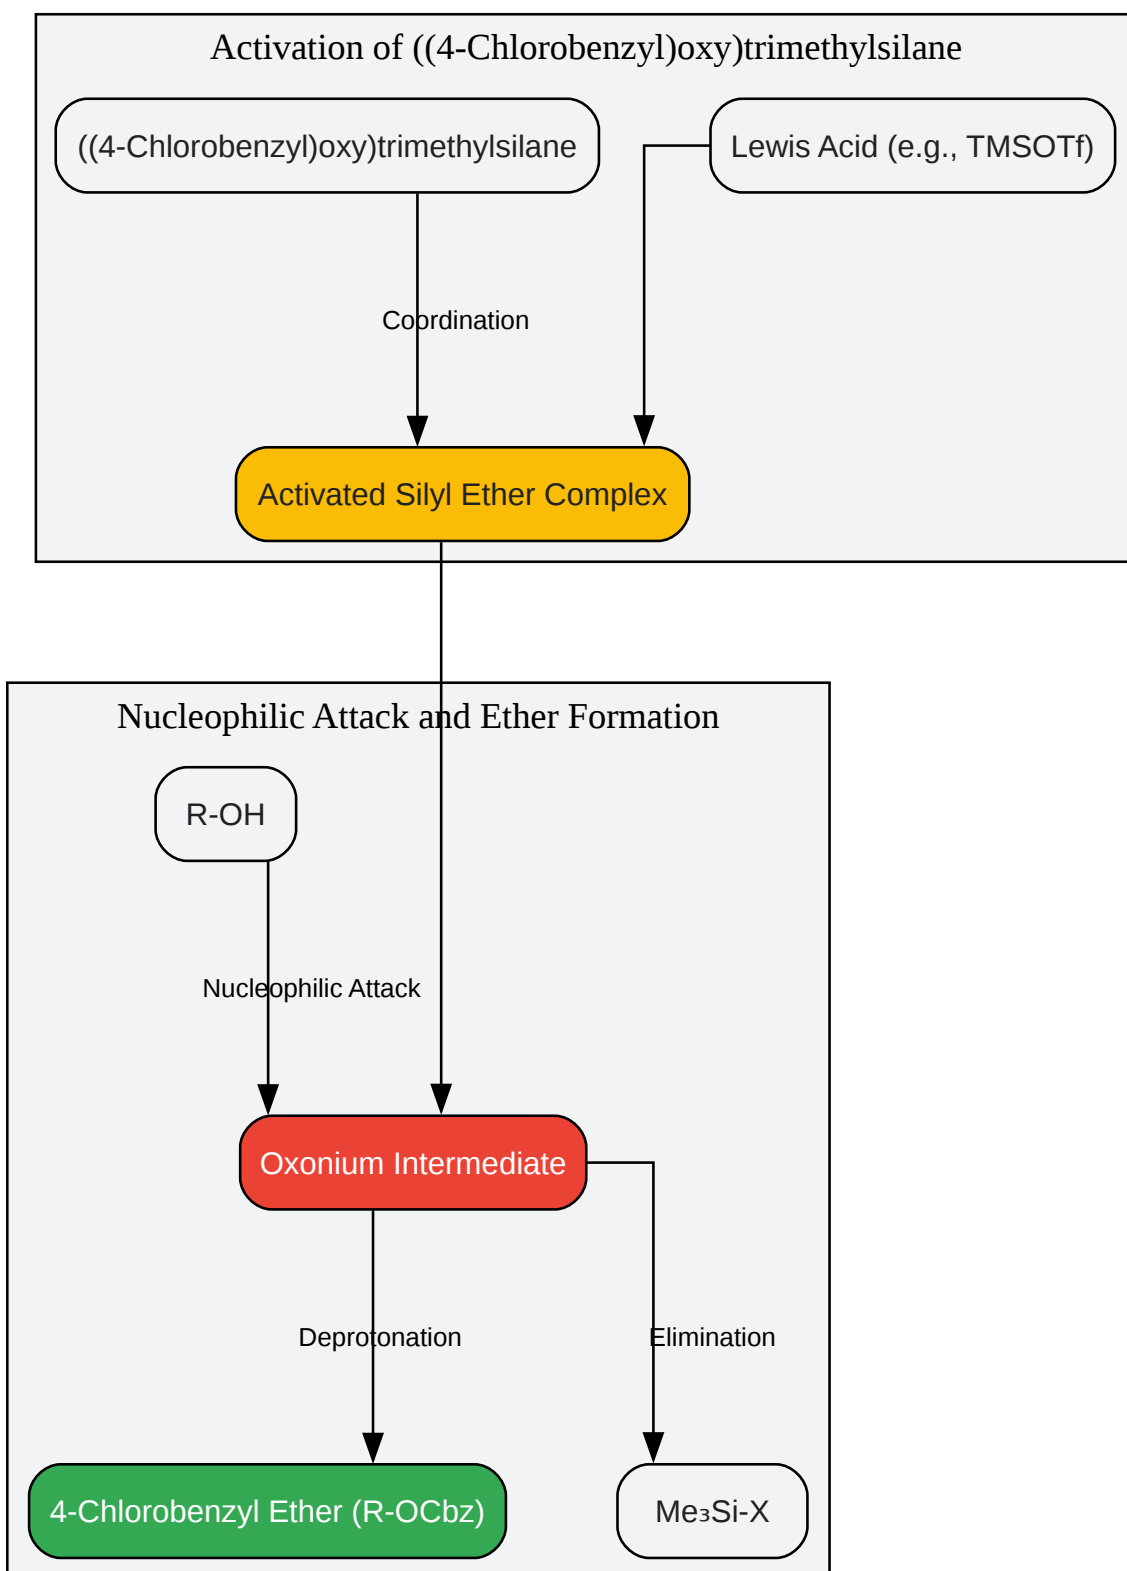 Activation of ((4-Chlorobenzyl)oxy)trimethylsilane
((4-Chlorobenzyl)oxy)trimethylsilane
Lewis Acid (e.g., TMSOTf)
Coordination
Activated Silyl Ether Complex
Nucleophilic Attack and Ether Formation
R-OH
Nucleophilic Attack
Oxonium Intermediate
Deprotonation
Elimination
4-Chlorobenzyl Ether (R-OCbz)
Me₃Si-X